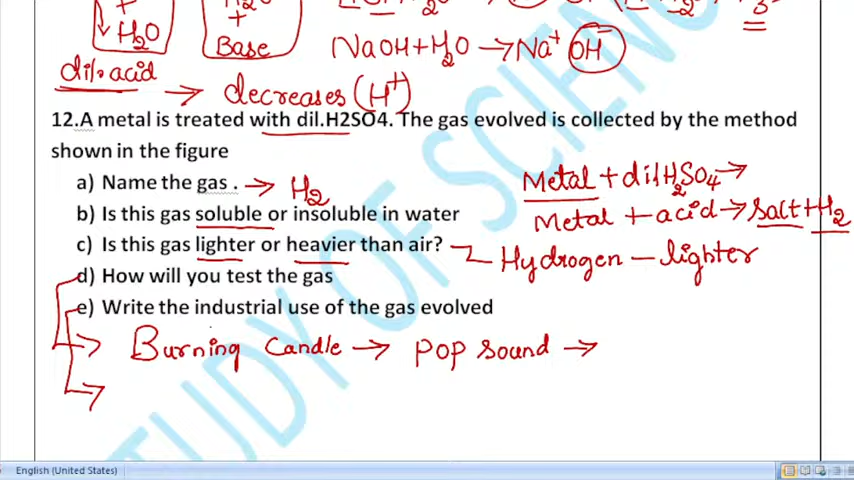 H2O
+
↓ H2O
Base
NaOH + H2O → Na+ OH-
dil. acid
→ decreases (H+)
12.A metal is treated with dil.H2SO4. The gas evolved is collected by the method
shown in the figure
a) Name the gas . → H2
Metal + dil H2SO4 →
b) Is this gas soluble or insoluble in water
Metal + acid → Salt + H2
c) Is this gas lighter or heavier than air?
Hydrogen – lighter
d) How will you test the gas
e) Write the industrial use of the gas evolved
→ Burning Candle → POP Sound →
→
STUDY OF SCIENCE
English (United States)